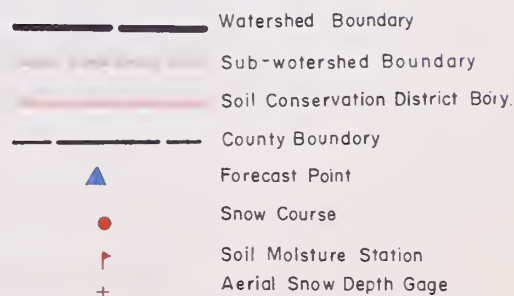 Watershed Boundary
Sub-wotershed Boundary
Soil Conservation District Bdry.
County Boundory
Forecast Point
Snow Course
Soil Molsture Station
Aerial Snow Depth Gage